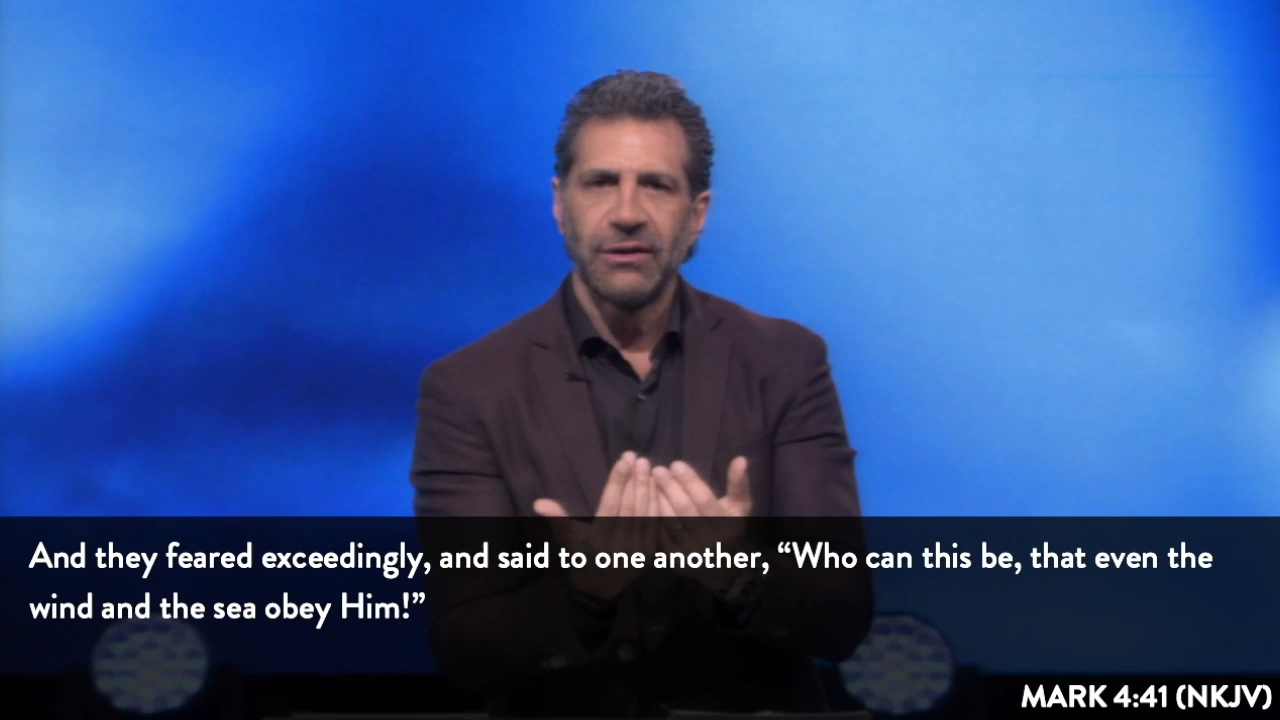 And they feared exceedingly, and said to one another, “Who can this be, that even the
wind and the sea obey Him!”
MARK 4:41 (NKJV)